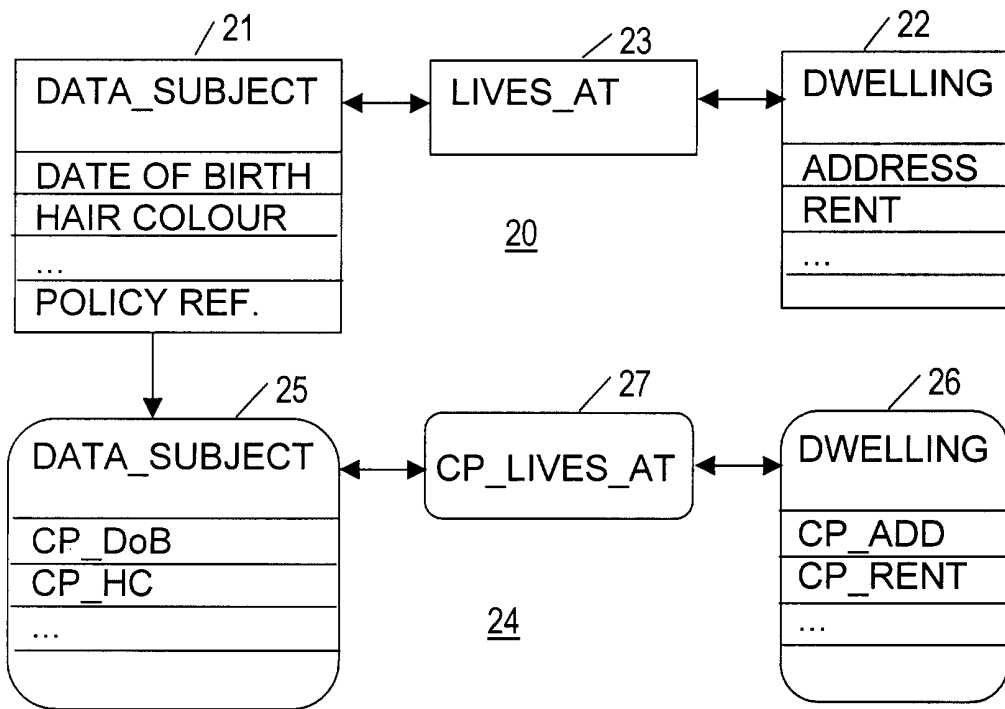 21
23
22
DATA_SUBJECT
LIVES_AT
DWELLING
DATE OF BIRTH
HAIR COLOUR
...
POLICY REF.
ADDRESS
RENT
...
20
25
27
26
DATA_SUBJECT
CP_LIVES_AT
DWELLING
CP_DoB
CP_HC
...
CP_ADD
CP_RENT
...
24